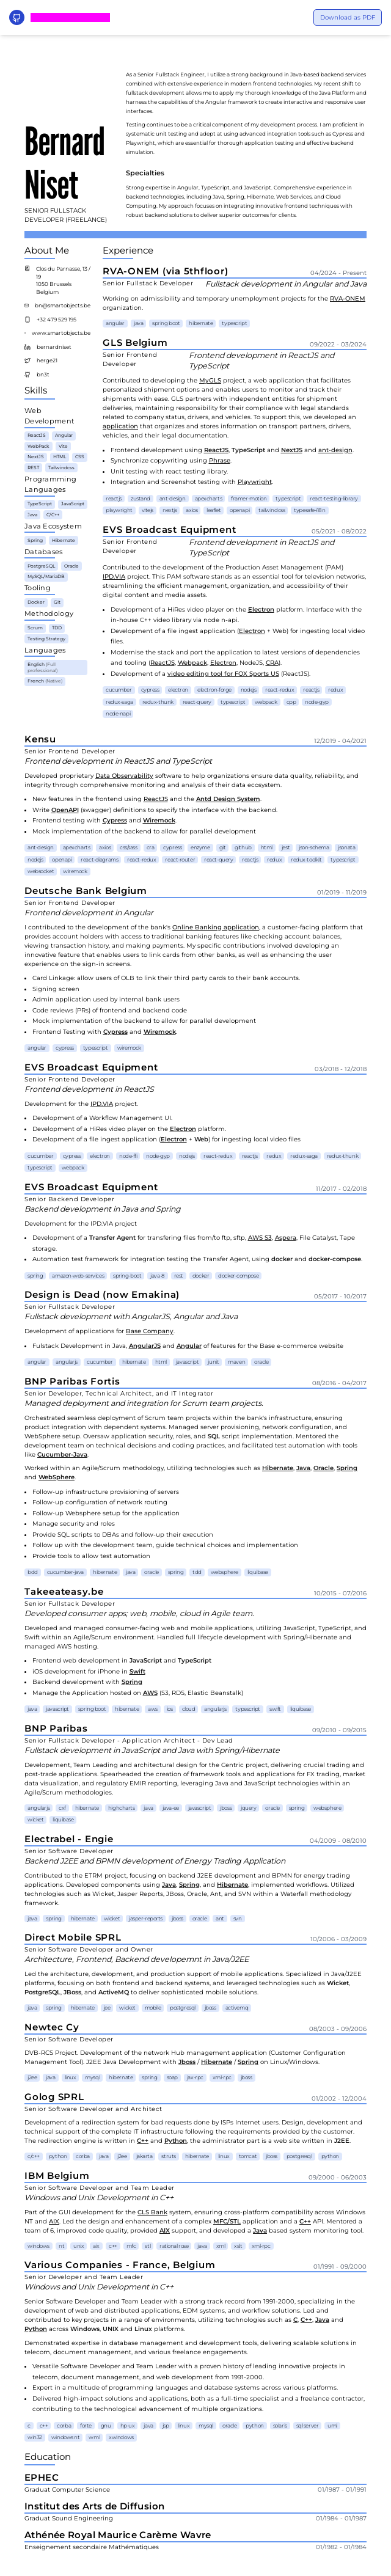 Download as PDF
Bernard
Niset
SENIOR FULLSTACK
DEVELOPER (FREELANCE)
As a Senior Fullstack Engineer, I utilize a strong background in Java-based backend services
combined with extensive experience in modern frontend technologies. My recent shift to
fullstack development allows me to apply my thorough knowledge of the Java Platform and
harness the capabilities of the Angular framework to create interactive and responsive user
interfaces.
Testing continues to be a critical component of my development process. I am proficient in
systematic unit testing and adept at using advanced integration tools such as Cypress and
Playwright, which are essential for thorough application testing and effective backend
simulation.
Specialties
Strong expertise in Angular, TypeScript, and JavaScript. Comprehensive experience in
backend technologies, including Java, Spring, Hibernate, Web Services, and Cloud
Computing. My approach focuses on integrating innovative frontend techniques with
robust backend solutions to deliver superior outcomes for clients.
About Me
Clos du Parnasse, 13 /
19
1050 Brussels
Belgium
bn@smartobjects.be
+32 479 529 195
www.smartobjects.be
bernardniset
herge21
bn3t
Skills
Web
Development
ReactJS Angular
WebPack Vite
NextJS HTML CSS
REST Tailwindcss
Programming
Languages
TypeScript JavaScript
Java C/C++
Java Ecosystem
Spring Hibernate
Databases
PostgreSQL Oracle
MySQL/MariaDB
Tooling
Docker Git
Methodology
Scrum TDD
Testing Strategy
Languages
English (Full
professional)
French (Native)
Experience
RVA-ONEM (via 5thfloor) 04/2024 - Present
Senior Fullstack Developer Fullstack development in Angular and Java
Working on admissibility and temporary unemployment projects for the RVA-ONEM
organization.
angular java spring boot hibernate typescript
GLS Belgium 09/2022 - 03/2024
Senior Frontend
Developer
Frontend development in ReactJS and
TypeScript
Contributed to developing the MyGLS project, a web application that facilitates
personalized shipment options and enables users to monitor and track their
shipment status. GLS partners also utilize this application for delivering and
maintaining shipments, with responsibility for maintaining legal standards
related to company status, drivers, and vehicles. To support this, we developed an
application that organizes all necessary legal documents for each part (drivers,
vehicles, and partner companies), complete with expiration dates and essential
documents.
• Frontend development using ReactJS, TypeScript and NextJS and ant-design.
• Synchronize copywriting using Phrase.
• Unit testing with react testing library.
• Integration and Screenshot Testing with Playwright.
reactjs zustand ant-design apexcharts framer-motion typescript react-testing-library
playwright vitejs nextjs axios leaflet openapi tailwindcss typesafe-i18n
EVS Broadcast Equipment 05/2021 - 08/2022
Senior Frontend
Developer
Frontend development in ReactJS and
TypeScript
Contributed to the creation of the Production Asset Management (PAM)
IPD.VIA project. This PAM software, essential for television networks,
streamlines the management, organization, and accessibility of their
digital content and media assets.
• Development of a HiRes video player on the Electron platform. Interface with the
in-house C++ video library via node-ffi.
• Development of a file ingest application (Electron + Web) for ingesting local video
files.
• Modernise the stack and port the application to latest versions of dependencies
and tooling (ReactJS, Webpack, Electron, NodeJS, CRA).
• Development of a video editing tool for FOX Sports US (ReactJS).
cucumber cypress electron electron-forge nodejs react-redux reactjs redux
redux-saga redux-thunk react query typescript webpack cpp node-gyp
node-napi
Kensu 12/2019 - 04/2021
Senior Frontend Developer
Frontend development in ReactJS and TypeScript
Developed proprietary Data Observability software to help organizations ensure adequate data quality, reliability, and
integrity through comprehensive data gathering and analysis in motion.
• New features in the frontend using ReactJS and the Antd Design System.
• Write OpenAPI (swagger) definitions to specify the interface with the backend.
• Frontend testing with Cypress and Wiremock.
• Mock implementation of the backend to allow for parallel development
ant-design apexcharts axios css/sass cra cypress enzyme git github html jest json-schema jsonata
nodejs openapi react-diagrams react-redux react-router react-query reactjs redux redux-toolkit typescript
websocket wiremock
Deutsche Bank Belgium 01/2019 - 11/2019
Senior Frontend Developer
Frontend development in Angular
I contributed to the development of the bank's Online Banking application, a customer-facing platform that
provides account holders with access to traditional banking features like checking account balances,
viewing transaction history, and making payments. My specific contributions involved developing an
innovative feature that enables existing users to link cards from other banks, as well as enhancing the user
experience on the sign-in screens.
• Card Linkage: allow users of OLB to link their third party cards to their bank accounts.
• Signing screen
• Admin application used by internal bank users
• Code reviews (PRs) of frontend and backend code
• Mock implementation of the backend to allow for parallel development
• Frontend Testing with Cypress and Wiremock.
angular cypress typescript wiremock
EVS Broadcast Equipment 03/2018 - 12/2018
Senior Frontend Developer
Frontend development in ReactJS
Development for the IPD.VIA project.
• Development of a Workflow Management UI.
• Development of a HiRes video player on the Electron platform.
• Development of a file ingest application (Electron + Web) for ingesting local video files
cucumber cypress electron node-ffi node-gyp nodejs react-redux reactjs redux redux-saga redux-thunk
typescript webpack
EVS Broadcast Equipment 11/2017 - 02/2018
Senior Backend Developer
Backend development in Java and Spring
Development for the IPD.VIA project
• Development of a Transfer Agent for transfering files from/to ftp, sftp, AWS S3, Aspera, File Catalyst, Tape
storage.
• Automation test framework for integration testing the Transfer Agent, using docker and docker-compose.
spring amazon-web-services spring-boot java-8 rest docker docker compose
Design is Dead (now Emakina) 05/2017 - 10/2017
Senior Fullstack Developer
Fullstack development with AngularJS, Angular and Java
Development of applications for Base Company.
• Fullstack Development in Java, AngularJS and Angular of features for the Base e-commerce website
angular angularjs cucumber hibernate html javascript junit maven oracle
BNP Paribas Fortis 08/2016 - 04/2017
Senior Developer, Technical Architect, and IT Integrator
Managed development and integration for Scrum team projects.
Orchestrated seamless deployment of Scrum team projects within the bank's infrastructure, ensuring proper
integration with dependent systems. Managed server provisioning, network configuration, and
WebSphere setup. Oversaw application security, roles, and SQL script implementation. Mentored the
development team on technical decisions and coding practices and facilitated test automation with tools
like Cucumber-Java.
Worked within an Agile/Scrum methodology, utilizing technologies such as Hibernate, Java, Oracle, Spring
and WebSphere.
• Follow-up infrastructure provisioning of servers
• Follow-up configuration of network routing
• Follow-up Websphere setup for the application
• Manage security and roles
• Provide SQL scripts to DBAs and follow-up their execution
• Follow up with the development team, guide technical choices and implementation
• Provide tools to allow test automation
bdd cucumber-java hibernate java oracle spring tdd websphere liquibase
Takeeateasy.be 10/2015 - 07/2016
Senior Fullstack Developer
Developed consumer apps; web, mobile, cloud in Agile team.
Developed and managed consumer-facing web and mobile applications, utilizing JavaScript, TypeScript, and
Swift within an Agile/Scrum environment. Handled full lifecycle development with Spring/Hibernate and
managed AWS hosting.
• Frontend web development in JavaScript and TypeScript
• iOS development for iPhone in Swift
• Backend development with Spring
• Manage the Application hosted on AWS (S3, RDS, Elastic Beanstalk)
java javascript spring boot hibernate aws ios cloud angularjs typescript swift liquibase
BNP Paribas 09/2010 - 09/2015
Senior Fullstack Developer - Application Architect - Dev Lead
Fullstack development in JavaScript and Java with Spring/Hibernate
Developement, Team Leading and architectural design for the Centric project, delivering crucial trading and
post-trade applications. Spearheaded the creation of framework tools and applications for FX trading, market
data visualization, and regulatory EMIR reporting, leveraging Java and JavaScript technologies within an
Agile/Scrum methodologies.
angularjs cxf hibernate highcharts java java-ee javascript jboss jquery oracle spring websphere
wicket liquibase
Electrabel - Engie 04/2009 - 08/2010
Senior Software Developer
Backend J2EE and BPMN development of Energy Trading Application
Contributed to the ETRM project, focusing on backend J2EE development and BPMN for energy trading
applications. Developed components using Java, Spring, and Hibernate, implemented workflows. Utilized
technologies such as Wicket, Jasper Reports, Jboss, Oracle, Ant, and SVN within a Waterfall methodology
framework.
java spring hibernate wicket jasper-reports jboss oracle ant svn
Direct Mobile SPRL 10/2006 - 03/2009
Senior Software Developer and Owner
Architecture, Frontend, Backend developemnt in Java/J2EE
Led the architecture, development, and production support of mobile applications. Specialized in Java/J2EE
platforms, focusing on both frontend and backend systems, and leveraged technologies such as Wicket,
PostgreSQL, JBoss, and ActiveMQ to deliver robust and scalable mobile solutions.
java spring hibernate jee wicket mobile postgresql jboss activemq
Newtec Cy 08/2003 - 09/2006
Senior Software Developer
DVB-RCS Project. Development of the network Hub management application (Customer Configuration
Management Tool). J2EE Java Development with Jboss / Hibernate / Spring on Linux/Windows.
j2ee java linux mysql hibernate spring soap jax-rpc xml-rpc jboss
Golog SPRL 01/2002 - 12/2004
Senior Software Developer and Architect
Development of a redirection system for bad requests done by ISPs Internet users. Design, development and
technical support of the complete IT infrastructure following the requirements provided by the customer.
The redirection engine is written in C++ and Python, the administrator part is a web site written in J2EE.
c/c++ python corba java j2ee jakarta struts hibernate linux tomcat jboss postgresql python
IBM Belgium 09/2000 - 06/2003
Senior Software Developer and Team Leader
Windows and Unix Development in C++
Part of the GUI development for the CLS Bank system, ensuring cross-platform compatibility across Windows
NT and AIX. Led the design and enhancement of a complex MFC/STL application and a C++ API. Mentored a
team of 6, improved code quality, and managed AIX support, and developed a Java based system monitoring tool.
windows nt unix aix c++ mfc stl rational rose java xml xslt xml-rpc
Various Companies - France, Belgium 01/1991 - 09/2000
Senior Software Developer and Team Leader
Windows and Unix Development in C++
Senior Software Developer and Team Leader with a strong track record from 1991-2000, specializing in the
development of web and distributed applications, EDM systems, and workflow solutions. Led and
contributed to key projects in a range of environments, utilizing technologies such as C, C++, Java and
Python across Windows, UNIX and Linux platforms.
Demonstrated expertise in database management and development tools, delivering scalable solutions in
telecom, document management, and various freelance engagements.
• Versatile Software Developer and Team Leader with a proven history of leading innovative projects in
telecom, document management, and web development from 1991-2000.
• Expert in a multitude of programming languages, databases and operating systems across various platforms.
• Delivered high-impact solutions and applications, both as a full-time specialist and a freelance contractor,
contributing to the technological advancement of multiple organizations.
c c++ corba forte gnu hp-ux java jsp linux mysql oracle python solaris sqlserver uml
win32 windows nt wml xwindows
Education
EPHEC
Graduat Computer Science 01/1987 - 01/1991
Institut des Arts de Diffusion
Graduat Sound Engineering 01/1984 - 01/1987
Athénée Royal Maurice Carème Wavre
Enseignement secondaire Mathématiques 01/1982 - 01/1984